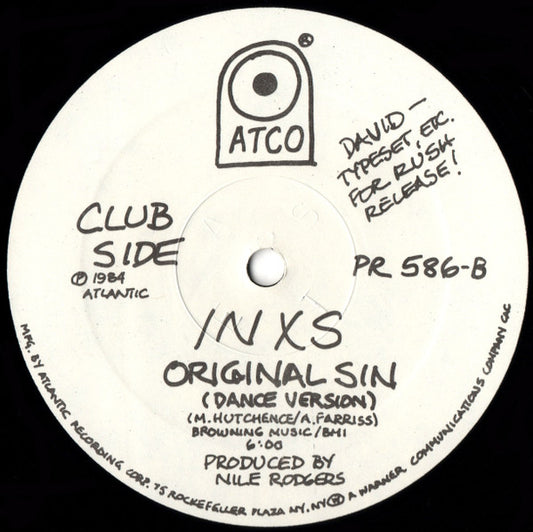 ATCO
®
DAVID —
TYPESET, ETC.
FOR RUSH
RELEASE!
CLUB
SIDE
℗ 1984
ATLANTIC
PR 586-B
INXS
ORIGINAL SIN
(DANCE VERSION)
(M. HUTCHENCE/A. FARRISS)
BROWNING MUSIC/BMI
6:00
PRODUCED BY
NILE RODGERS
MFG. BY ATLANTIC RECORDING CORP. 75 ROCKEFELLER PLAZA NY. NY Ⓦ A WARNER COMMUNICATIONS COMPANY